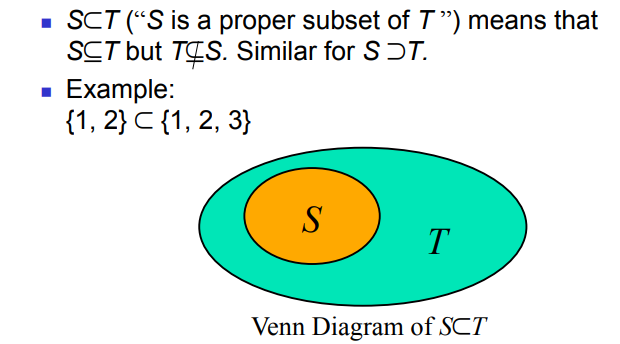 ▪ S⊂T (“S is a proper subset of T ”) means that
S⊆T but T⊈S. Similar for S ⊃T.
▪ Example:
{1, 2} ⊂ {1, 2, 3}
S
T
Venn Diagram of S⊂T